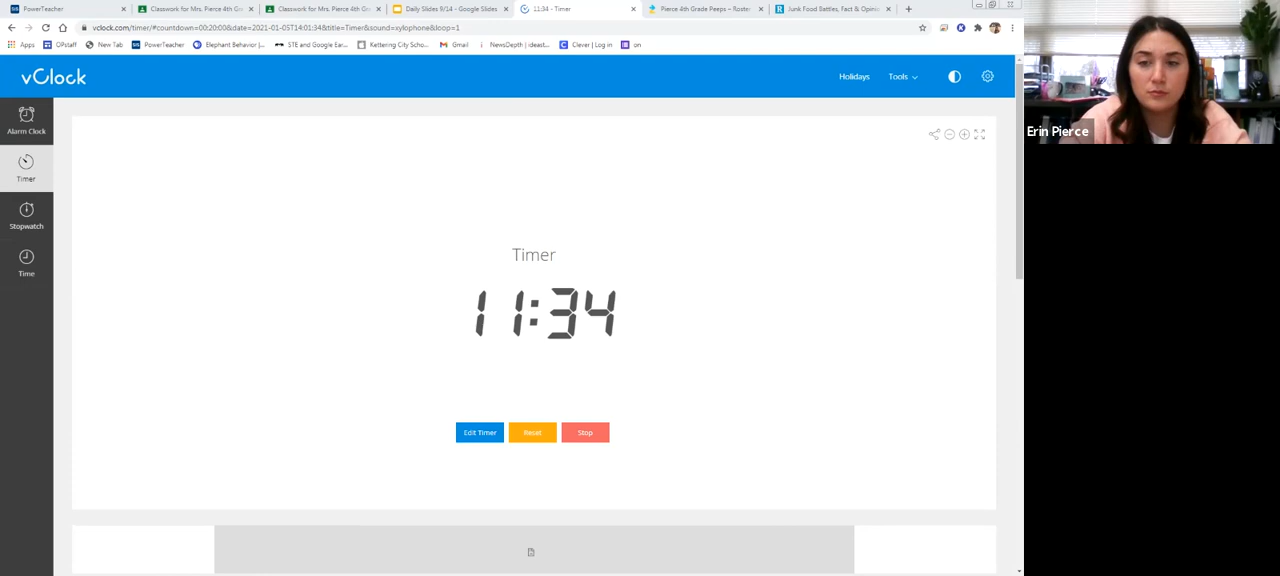 PowerTeacher
Classwork for Mrs. Pierce 4th Gr
Classwork for Mrs. Pierce 4th Gra
Daily Slides 9/14 - Google Slides
11:34 - Timer
Pierce 4th Grade Peeps - Roster
Junk Food Battles, Fact & Opinio
vclock.com/timer/#countdown=00:20:00&date=2021-01-05T14:01:34&title=Timer&sound=xylophone&loop=1
Apps
OPstaff
New Tab
PowerTeacher
Elephant Behavior |...
STE and Google Ear...
Kettering City Scho...
Gmail
NewsDepth | ideast...
Clever | Log in
on
vClock
Holidays
Tools
Alarm Clock
Timer
Stopwatch
Time
Timer
11:34
Edit Timer
Reset
Stop
Erin Pierce